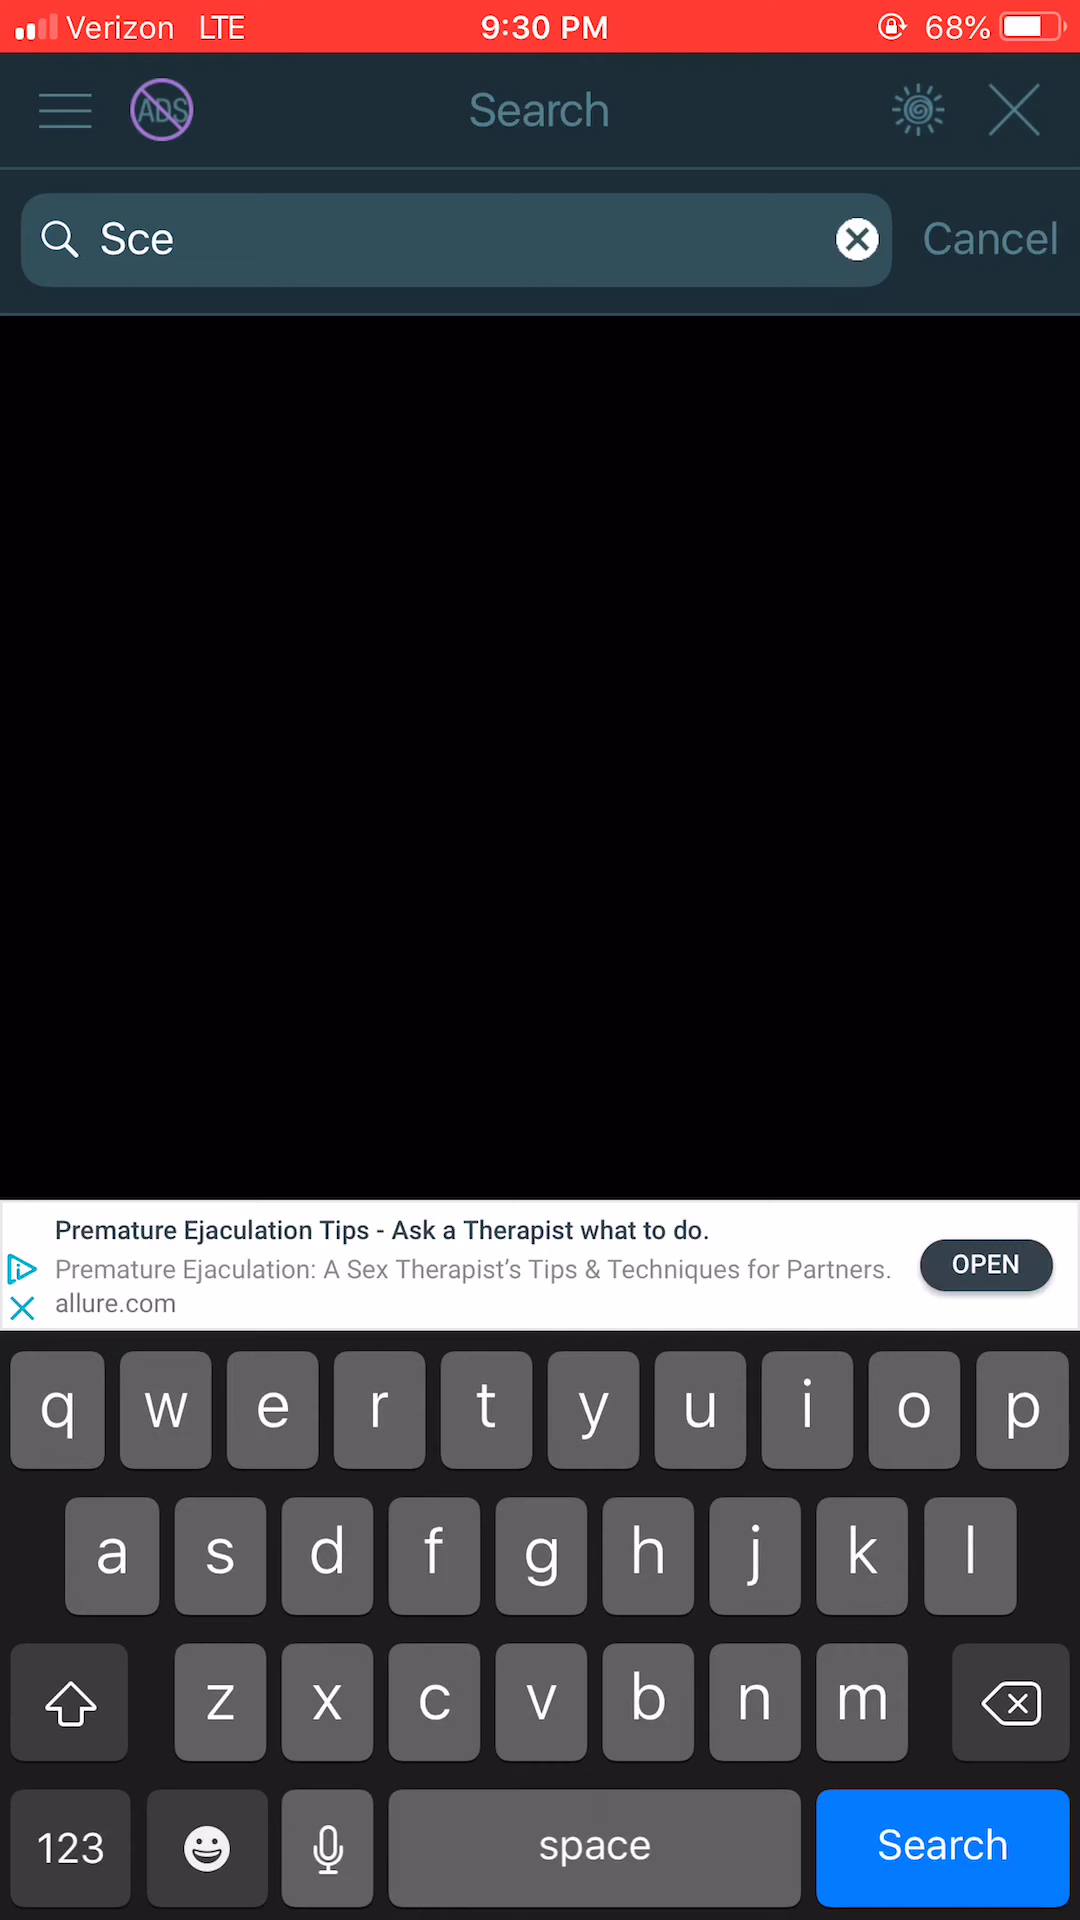 Verizon LTE 9:30 PM 68%
ADS Search
Sce Cancel
Premature Ejaculation Tips - Ask a Therapist what to do.
Premature Ejaculation: A Sex Therapist's Tips & Techniques for Partners.
allure.com
OPEN
q w e r t y u i o p
a s d f g h j k l
z x c v b n m
123 space Search